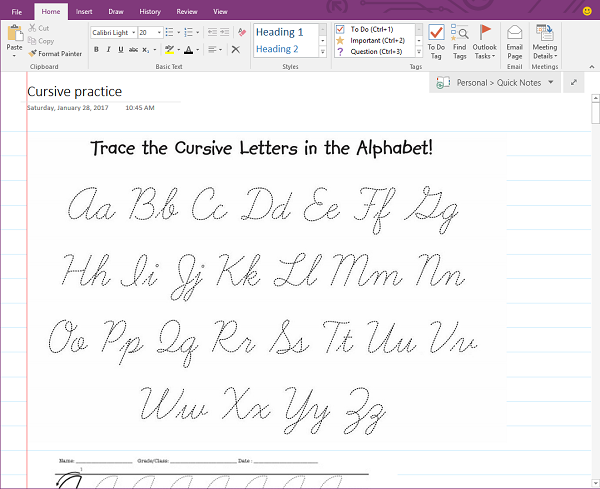 File Home Insert Draw History Review View
Cut Calibri Light 20 Heading 1 To Do (Ctrl+1)
Paste Copy Heading 2 Important (Ctrl+2) To Do Tag Find Tags Outlook Tasks Email Page Meeting Details
Format Painter B I U abc x₂ A Question (Ctrl+3)
Clipboard Basic Text Styles Tags Email Meetings
Personal > Quick Notes
Cursive practice
Saturday, January 28, 2017 10:45 AM
Trace the Cursive Letters in the Alphabet!
Aa Bb Cc Dd Ee Ff Gg
Hh Ii Jj Kk Ll Mm Nn
Oo Pp Qq Rr Ss Tt Uu Vv
Ww Xx Yy Zz
Name: Grade/Class: Date: